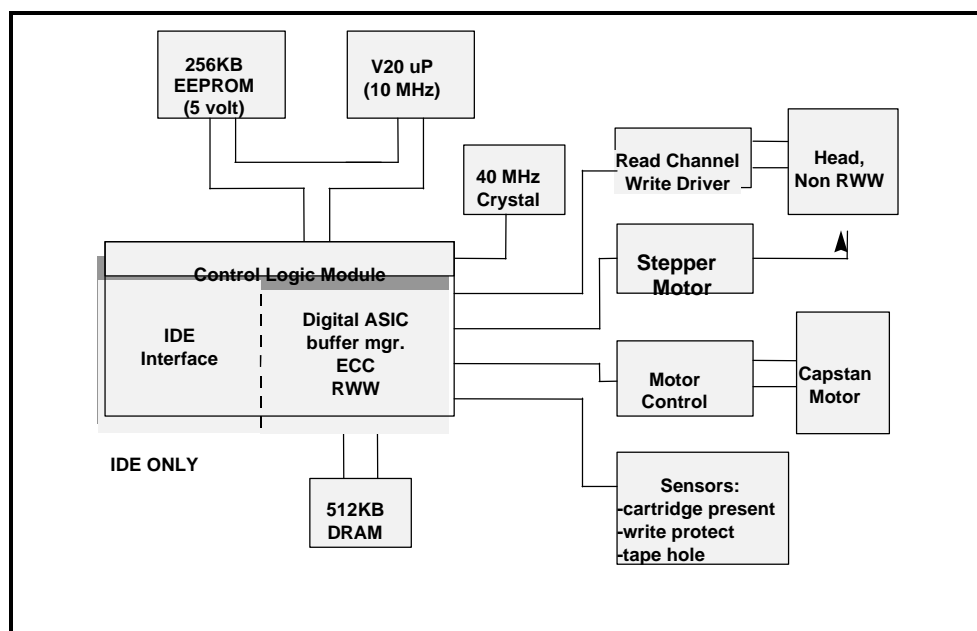 256KB
EEPROM
(5 volt)
V20 uP
(10 MHz)
40 MHz
Crystal
Read Channel
Write Driver
Head,
Non RWW
Control Logic Module
Stepper
Motor
IDE
Interface
Digital ASIC
buffer mgr.
ECC
RWW
Motor
Control
Capstan
Motor
IDE ONLY
512KB
DRAM
Sensors:
-cartridge present
-write protect
-tape hole